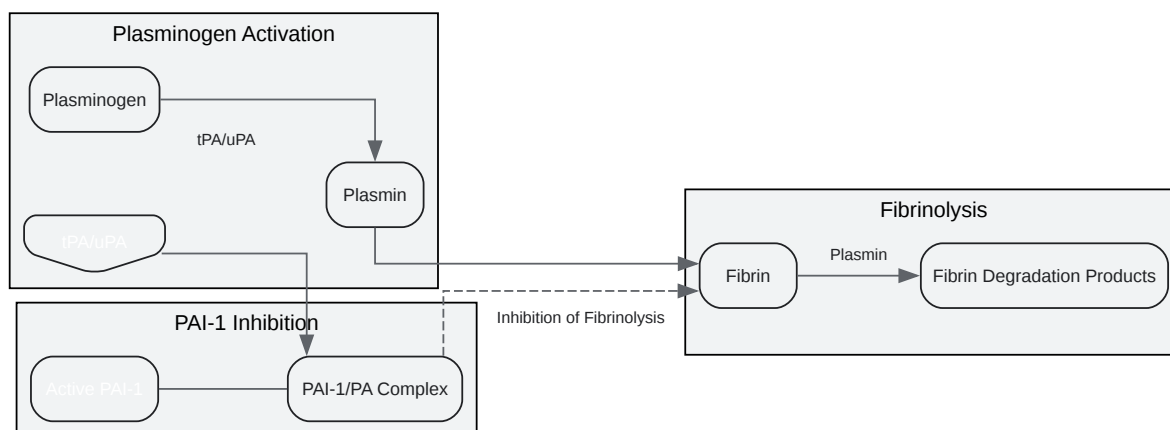 Plasminogen Activation
Plasminogen
tPA/uPA
Plasmin
tPA/uPA
PAI-1 Inhibition
Active PAI-1
PAI-1/PA Complex
Inhibition of Fibrinolysis
Fibrinolysis
Fibrin
Plasmin
Fibrin Degradation Products